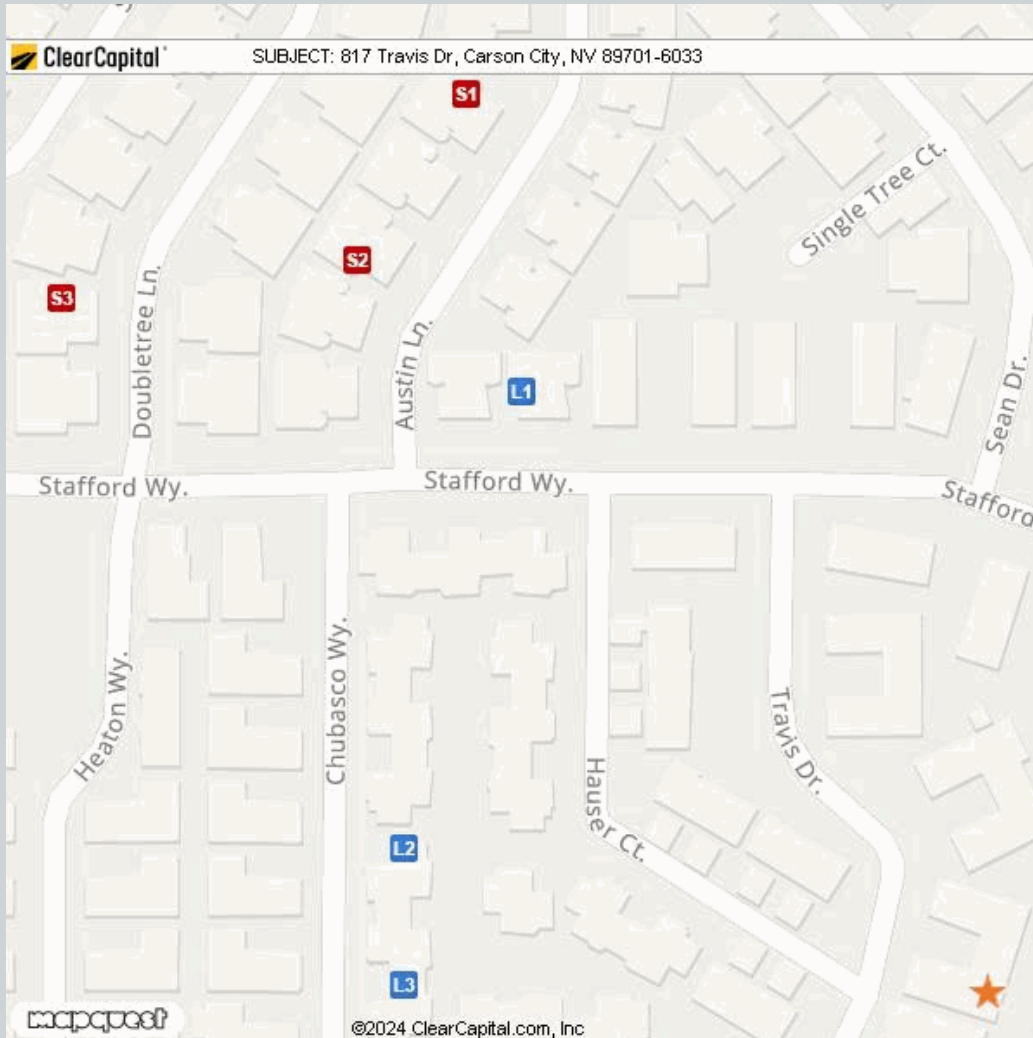 ClearCapital
SUBJECT: 817 Travis Dr, Carson City, NV 89701-6033
S1
Single Tree Ct.
S2
S3
Doubletree Ln.
Austin Ln.
L1
Sean Dr.
Stafford Wy.
Stafford Wy.
Stafford
Heaton Wy.
Chubasco Wy.
Hauser Ct.
Travis Dr.
L2
L3
mapquest
©2024 ClearCapital.com, Inc